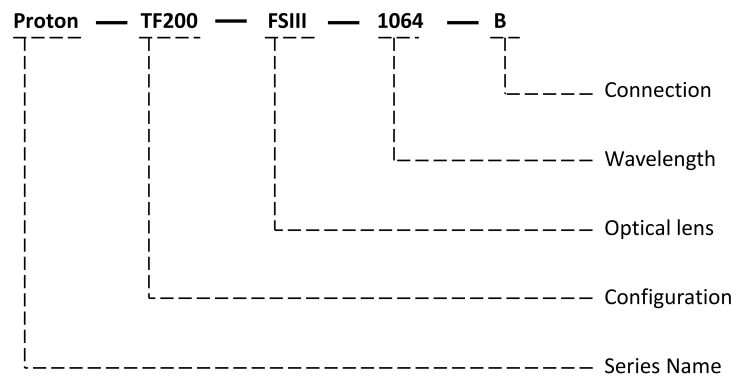 Proton — TF200 — FSIII — 1064 — B
Connection
Wavelength
Optical lens
Configuration
Series Name